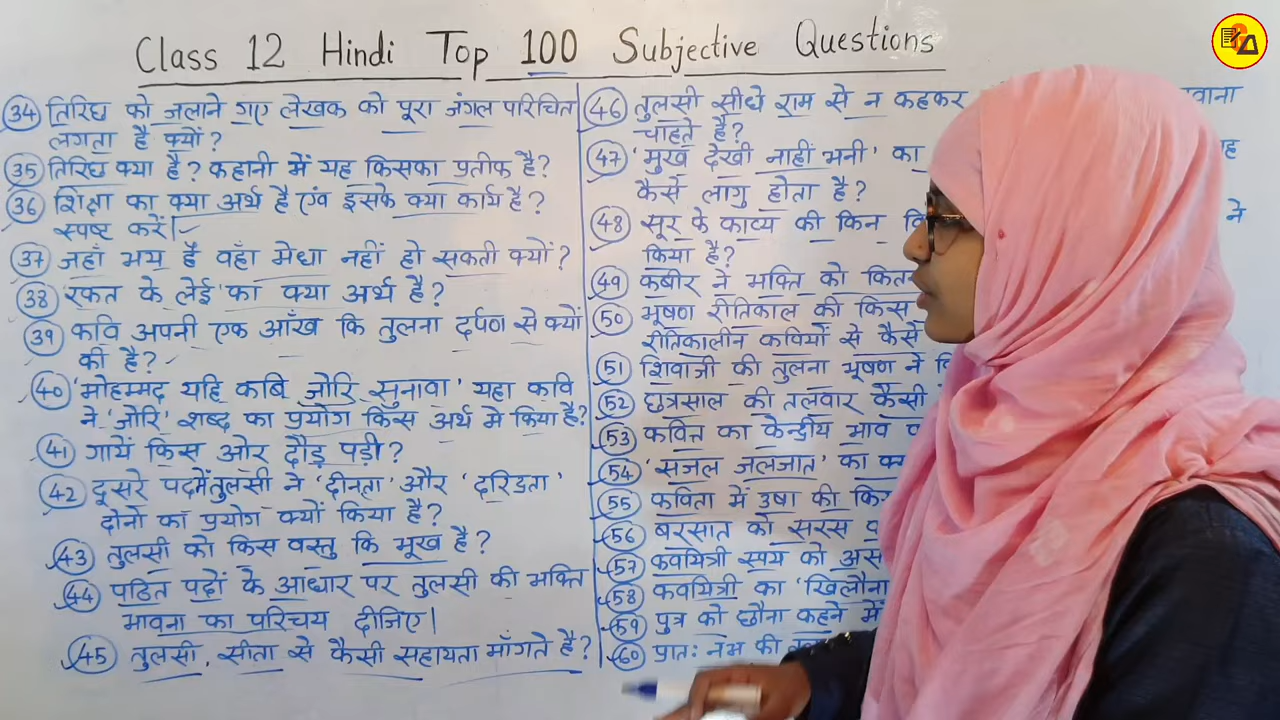 Class 12 Hindi Top 100 Subjective Questions
34 तिरिछ को जलाने गए लेखक को पूरा जंगल परिचित
लगता है क्यों?
35 तिरिछ क्या है? कहानी में यह किसका प्रतीक है?
36 शिक्षा का क्या अर्थ है एंव इसके क्या कार्य है?
स्पष्ट करें।
37 जहाँ भय है वहाँ मेधा नहीं हो सकती क्यों?
38 'रकत के लेई' का क्या अर्थ है?
39 कवि अपनी एक आँख कि तुलना दर्पण से क्यों
की है?
40 'मोहम्मद यहि कबि जोरि सुनावा' यहा कवि
ने 'जोरि' शब्द का प्रयोग किस अर्थ मे किया है?
41 गायें किस ओर दौड़ पड़ी?
42 दूसरे पदमें तुलसी ने 'दीनता' और 'दरिद्रता'
दोनो का प्रयोग क्यों किया है?
43 तुलसी को किस वस्तु कि भूख है?
44 पठित पदों के आधार पर तुलसी की भक्ति
भावना का परिचय दीजिए।
45 तुलसी, सीता से कैसी सहायता माँगते है?
46 तुलसी सीधे राम से न कहकर
चाहते है?
47 'मुख देखी नाहीं भनी' का
कैसे लागु होता है?
48 सूर के काव्य की किन ने
किया है?
49 कबीर ने भक्ति को
50 भूषण रीतिकाल की किस
रीतिकालीन कवियों से कैसे
51 शिवाजी की तुलना भूषण ने
52 छत्रसाल की तलवार कैसी
53 कवित्त का केन्द्रीय भाव
54 'सजल जलजात' का
55 कविता में उषा की
56 बरसात को सरस
57 कवयित्री स्वयं को
58 कवयित्री का 'खिलौना
59 पुत्र को छौना कहने में
60 प्रातः नभ की